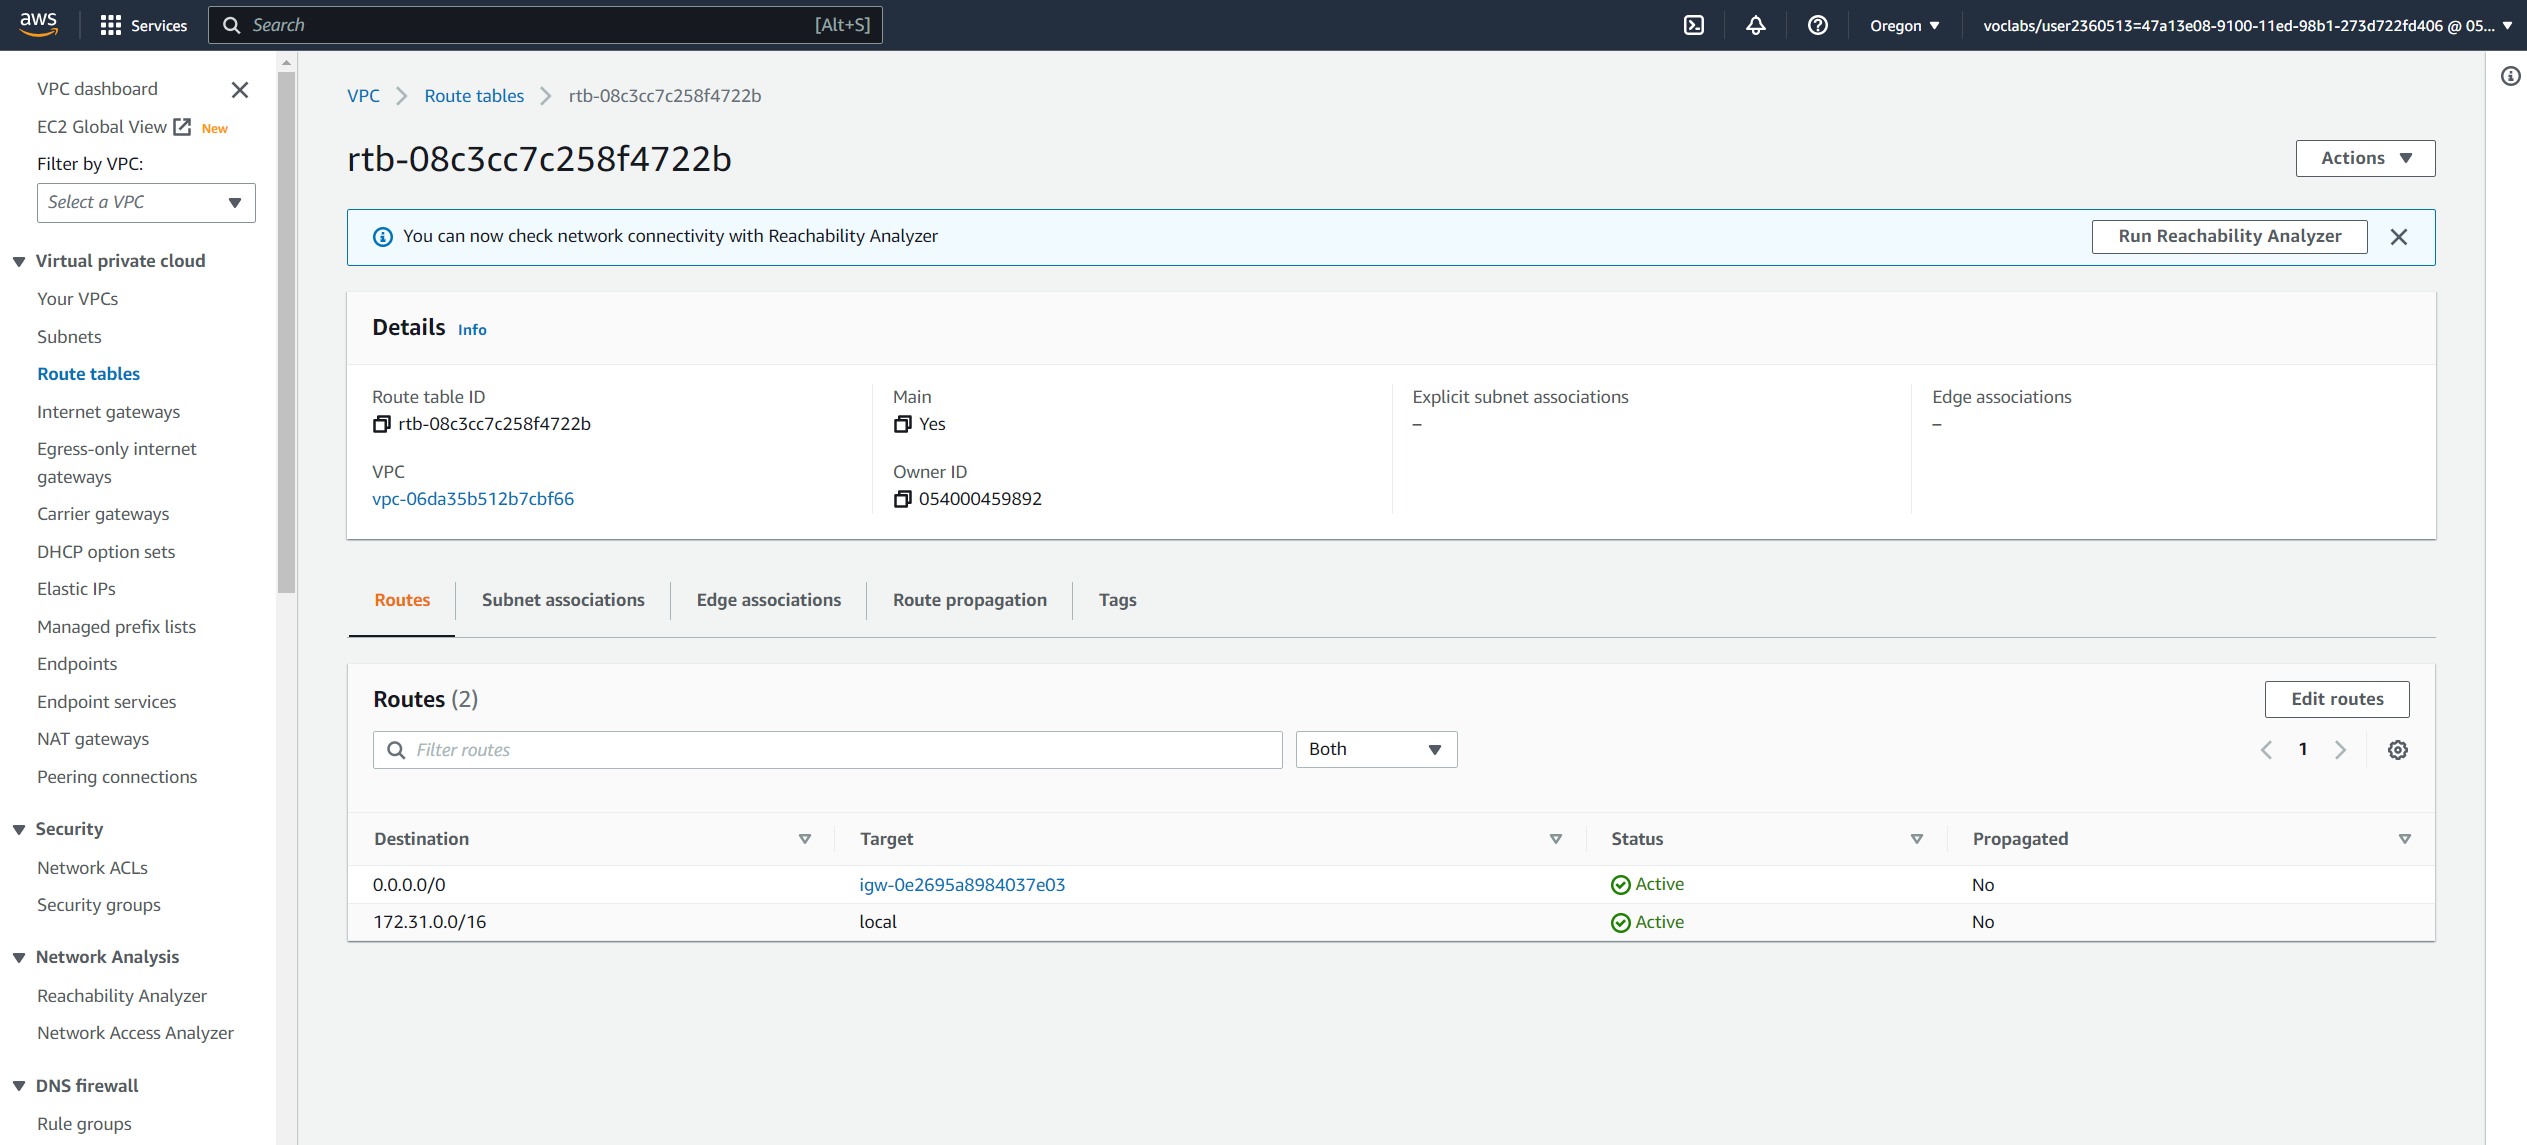 aws
Services
Search
[Alt+S]
Oregon
voclabs/user2360513=47a13e08-9100-11ed-98b1-273d722fd406 @ 05...
VPC dashboard
EC2 Global View New
Filter by VPC:
Select a VPC
Virtual private cloud
Your VPCs
Subnets
Route tables
Internet gateways
Egress-only internet
gateways
Carrier gateways
DHCP option sets
Elastic IPs
Managed prefix lists
Endpoints
Endpoint services
NAT gateways
Peering connections
Security
Network ACLs
Security groups
Network Analysis
Reachability Analyzer
Network Access Analyzer
DNS firewall
Rule groups
VPC Route tables rtb-08c3cc7c258f4722b
rtb-08c3cc7c258f4722b
Actions
You can now check network connectivity with Reachability Analyzer
Run Reachability Analyzer
Details Info
Route table ID
rtb-08c3cc7c258f4722b
Main
Yes
Explicit subnet associations
–
Edge associations
–
VPC
vpc-06da35b512b7cbf66
Owner ID
054000459892
Routes Subnet associations Edge associations Route propagation Tags
Routes (2)
Edit routes
Filter routes
Both
1
Destination Target Status Propagated
0.0.0.0/0 igw-0e2695a8984037e03 Active No
172.31.0.0/16 local Active No